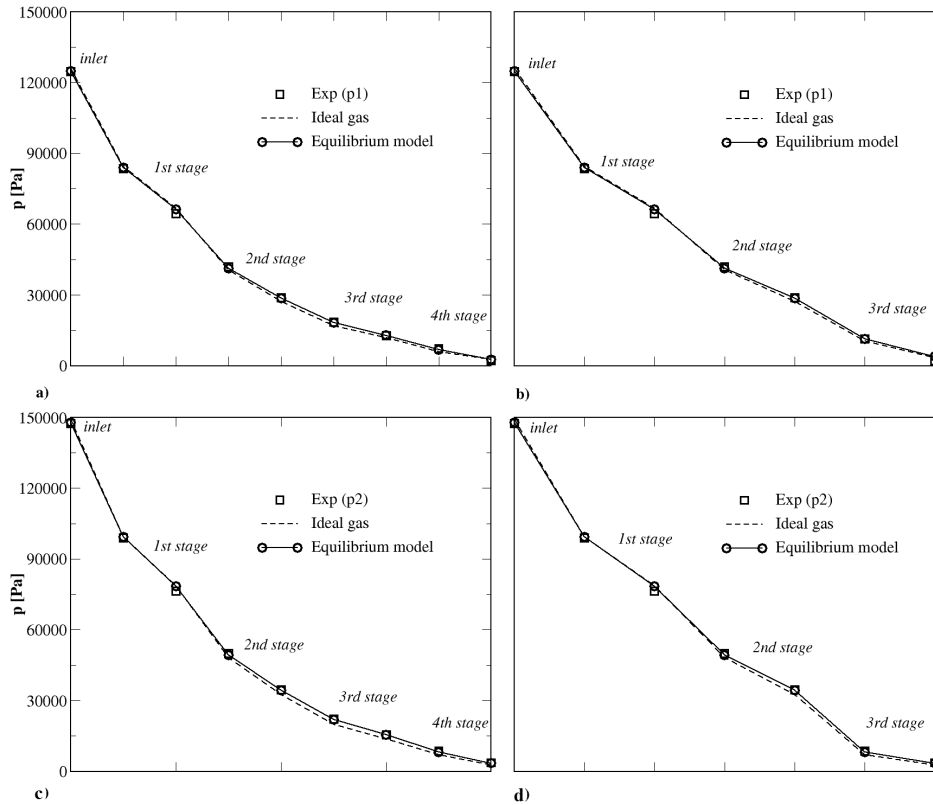 150000
120000
90000
60000
30000
0
p [Pa]
inlet
1st stage
2nd stage
3rd stage
4th stage
Exp (p1)
Ideal gas
Equilibrium model
a)
inlet
1st stage
2nd stage
3rd stage
Exp (p1)
Ideal gas
Equilibrium model
b)
150000
120000
90000
60000
30000
0
p [Pa]
inlet
1st stage
2nd stage
3rd stage
4th stage
Exp (p2)
Ideal gas
Equilibrium model
c)
inlet
1st stage
2nd stage
3rd stage
Exp (p2)
Ideal gas
Equilibrium model
d)